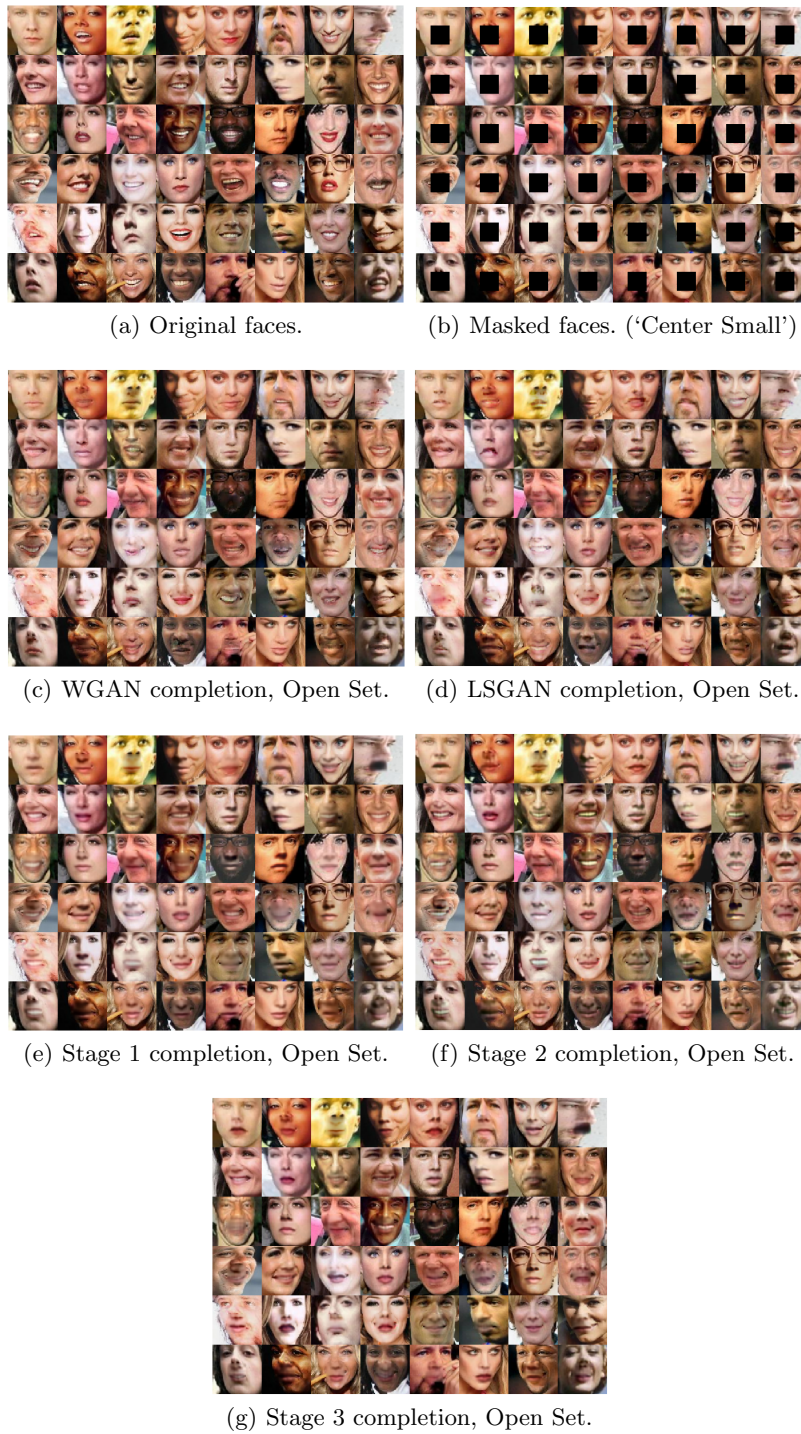 (a) Original faces.
(b) Masked faces. (‘Center Small’)
(c) WGAN completion, Open Set.
(d) LSGAN completion, Open Set.
(e) Stage 1 completion, Open Set.
(f) Stage 2 completion, Open Set.
(g) Stage 3 completion, Open Set.